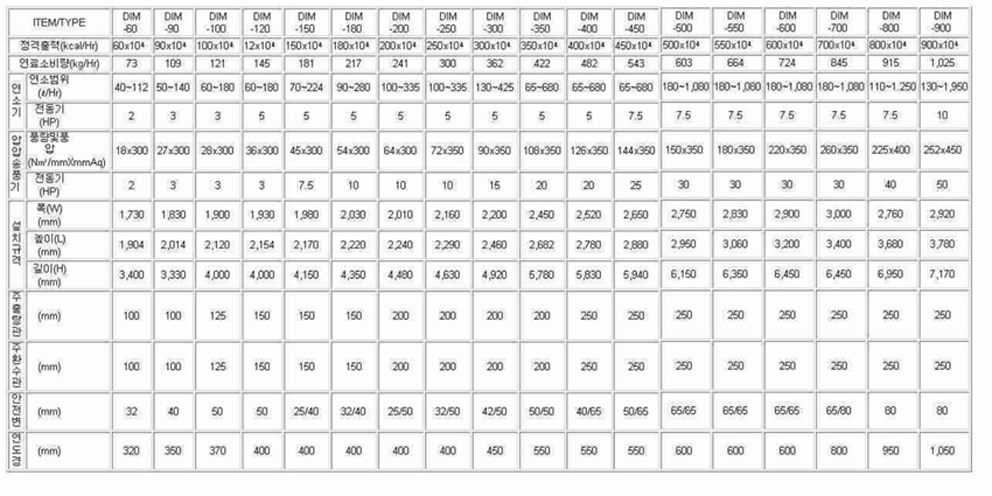 ITEM/TYPE DIM -60 DIM -90 DIM -100 DIM -120 DIM -150 DIM -180 DIM -200 DIM -250 DIM -300 DIM -350 DIM -400 DIM -450 DIM -500 DIM -550 DIM -600 DIM -700 DIM -800 DIM -900
정격출력(kcal/Hr) 60x10⁴ 90x10⁴ 100x10⁴ 12x10⁴ 150x10⁴ 180x10⁴ 200x10⁴ 250x10⁴ 300x10⁴ 350x10⁴ 400x10⁴ 450x10⁴ 500x10⁴ 550x10⁴ 600x10⁴ 700x10⁴ 800x10⁴ 900x10⁴
연료소비량(kg/Hr) 73 109 121 145 181 217 241 300 362 422 482 543 603 664 724 845 915 1,025
연소기 연소범위 (ℓ/Hr) 40~112 50~140 60~180 60~180 70~224 90~280 100~335 100~335 130~425 65~680 65~680 65~680 180~1,080 180~1,080 180~1,080 180~1,080 110~1.250 130~1,950
전동기 (HP) 2 3 3 5 5 5 5 5 5 5 5 7.5 7.5 7.5 7.5 7.5 7.5 10
압입송풍기 풍량및풍압 (Nm³/mmXmmAq) 18x300 27x300 28x300 36x300 45x300 54x300 64x300 72x350 90x350 108x350 126x350 144x350 150x350 180x350 220x350 260x350 225x400 252x450
전동기 (HP) 2 3 3 3 7.5 10 10 10 15 20 20 25 30 30 30 30 40 50
설치규격 폭(W) (mm) 1,730 1,830 1,900 1,930 1,980 2,030 2,010 2,160 2,200 2,450 2,520 2,650 2,750 2,830 2,900 3,000 2,760 2,920
높이(L) (mm) 1,904 2,014 2,120 2,154 2,170 2,220 2,240 2,290 2,460 2,682 2,780 2,880 2,950 3,060 3,200 3,400 3,680 3,780
길이(H) (mm) 3,400 3,330 4,000 4,000 4,150 4,350 4,480 4,630 4,920 5,780 5,830 5,940 6,150 6,350 6,450 6,450 6,950 7,170
주출량관 (mm) 100 100 125 150 150 150 200 200 200 200 250 250 250 250 250 250 250 250
주환수관 (mm) 100 100 125 150 150 150 200 200 200 200 250 250 250 250 250 250 250 250
안전변 (mm) 32 40 50 50 25/40 32/40 25/50 32/50 42/50 50/50 40/65 50/65 65/65 65/65 65/65 65/80 80 80
연도경 (mm) 320 350 370 400 400 400 400 400 450 550 550 550 600 600 600 800 950 1,050